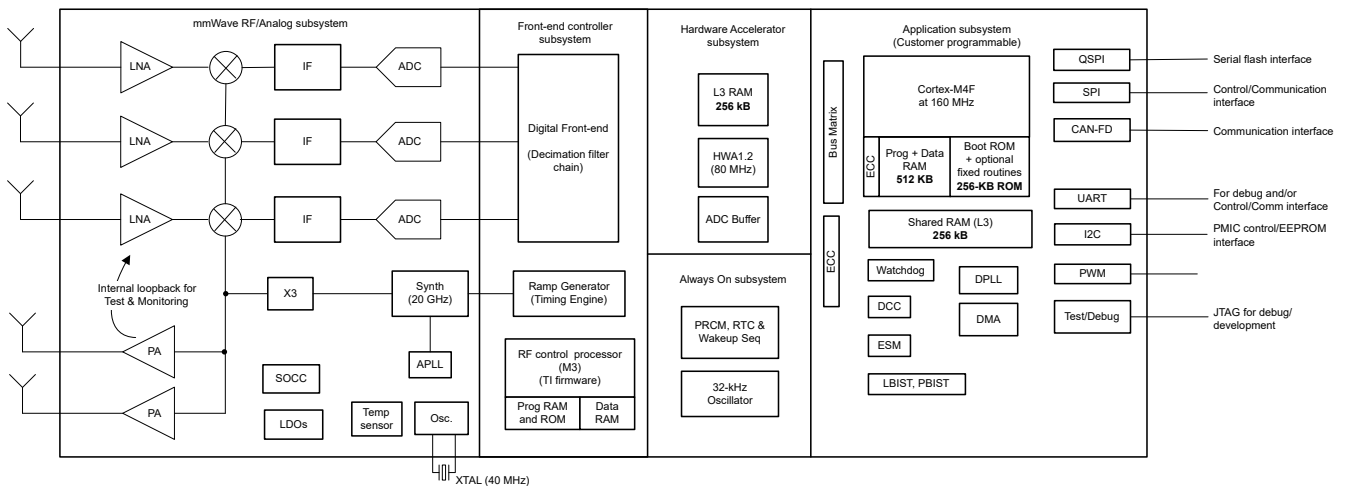 mmWave RF/Analog subsystem
LNA
IF
ADC
LNA
IF
ADC
LNA
IF
ADC
Internal loopback for
Test & Monitoring
X3
Synth
(20 GHz)
PA
APLL
SOCC
PA
LDOs
Temp
sensor
Osc.
XTAL (40 MHz)
Front-end controller
subsystem
Digital Front-end
(Decimation filter
chain)
Ramp Generator
(Timing Engine)
RF control processor
(M3)
(TI firmware)
Prog RAM
and ROM
Data
RAM
Hardware Accelerator
subsystem
L3 RAM
256 kB
HWA1.2
(80 MHz)
ADC Buffer
Always On subsystem
PRCM, RTC &
Wakeup Seq
32-kHz
Oscillator
Application subsystem
(Customer programmable)
Bus Matrix
Cortex-M4F
at 160 MHz
ECC
Prog + Data
RAM
512 KB
Boot ROM
+ optional
fixed routines
256-KB ROM
ECC
Shared RAM (L3)
256 kB
Watchdog
DPLL
DCC
DMA
ESM
LBIST, PBIST
QSPI
Serial flash interface
SPI
Control/Communication
interface
CAN-FD
Communication interface
UART
For debug and/or
Control/Comm interface
I2C
PMIC control/EEPROM
interface
PWM
Test/Debug
JTAG for debug/
development